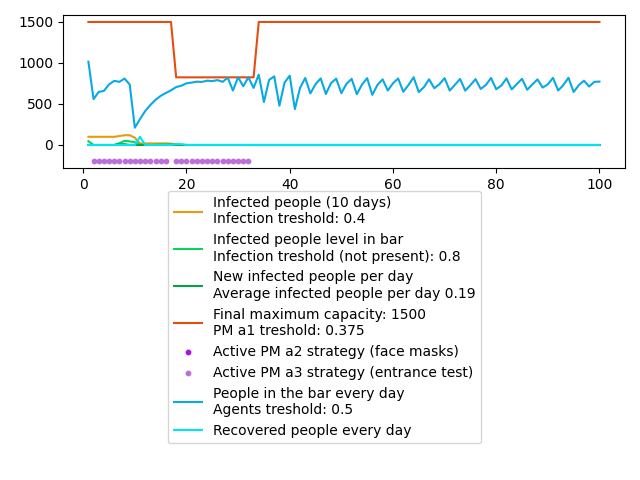 1500
1000
500
0
0 20 40 60 80 100
Infected people (10 days)
Infection treshold: 0.4
Infected people level in bar
Infection treshold (not present): 0.8
New infected people per day
Average infected people per day 0.19
Final maximum capacity: 1500
PM a1 treshold: 0.375
Active PM a2 strategy (face masks)
Active PM a3 strategy (entrance test)
People in the bar every day
Agents treshold: 0.5
Recovered people every day